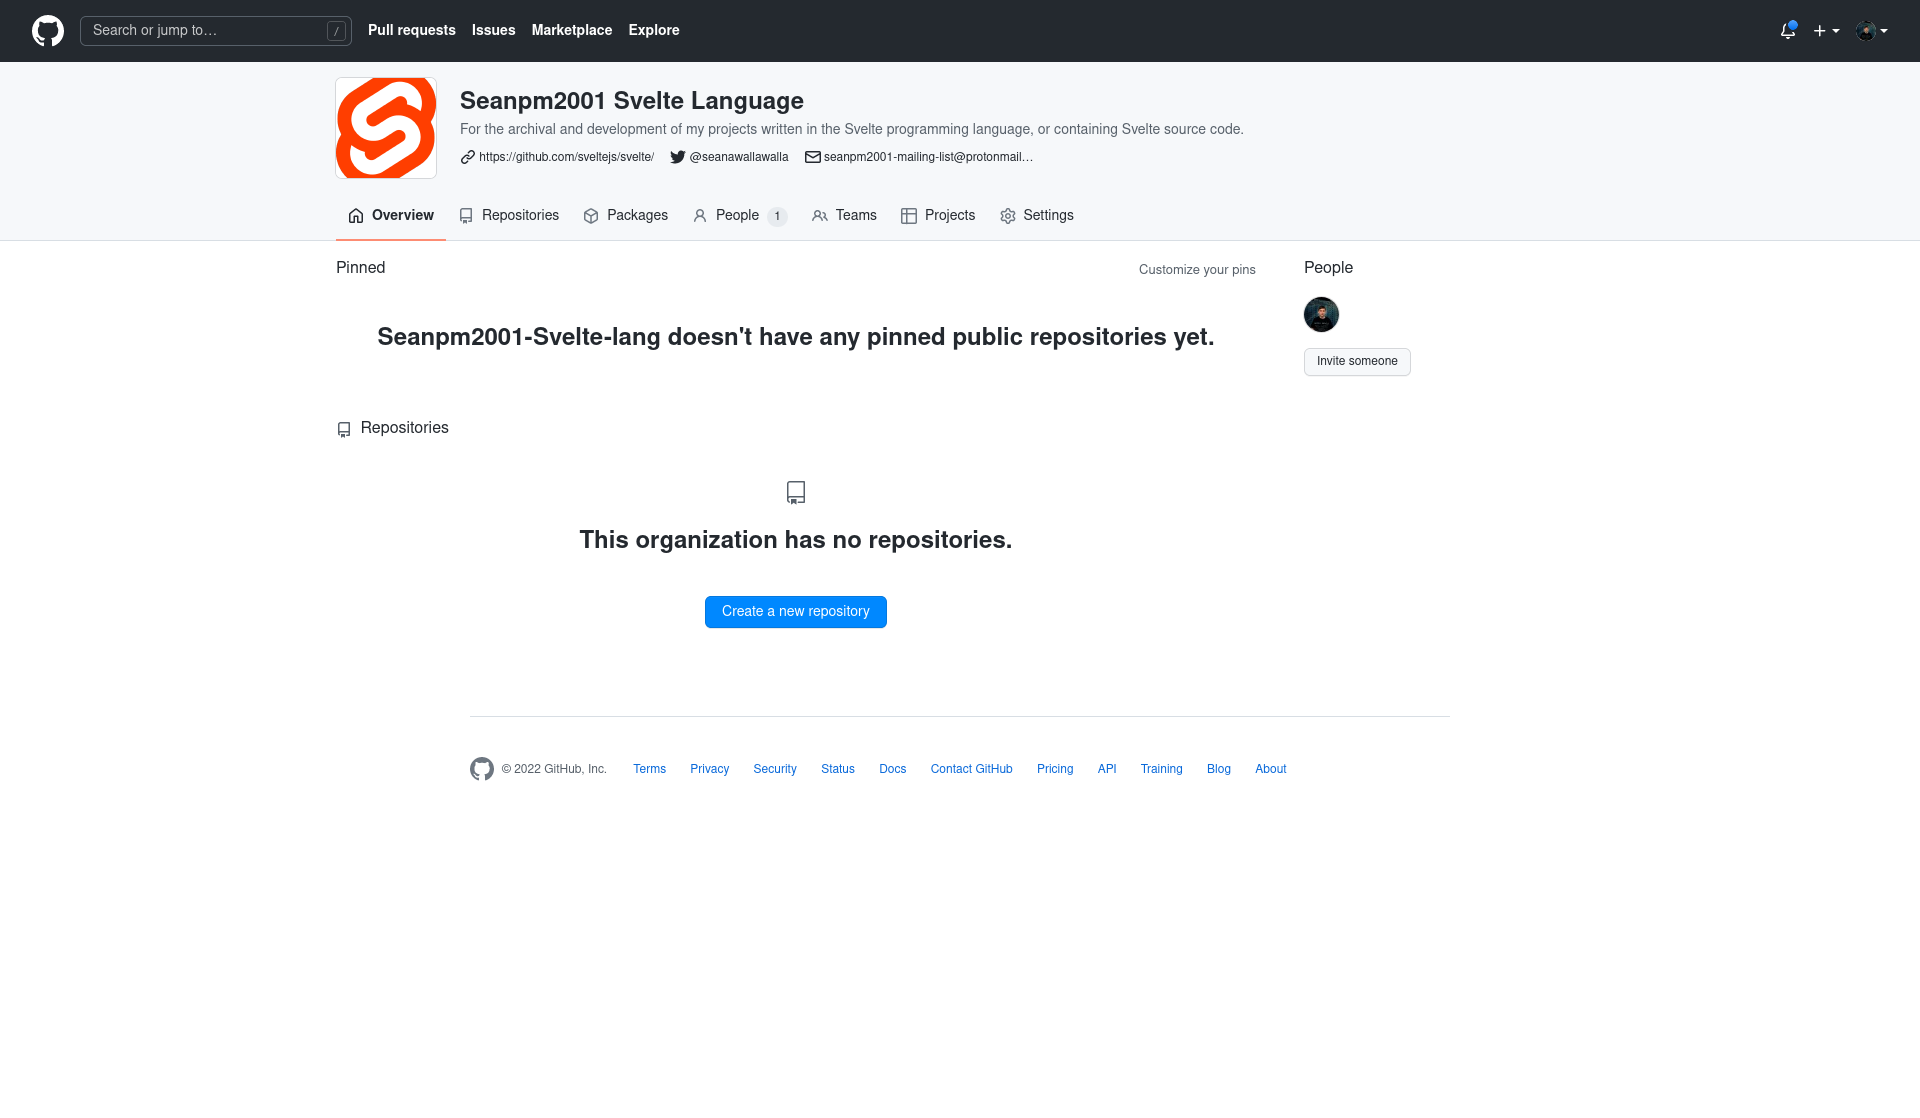 Search or jump to… /
Pull requests Issues Marketplace Explore
Seanpm2001 Svelte Language
For the archival and development of my projects written in the Svelte programming language, or containing Svelte source code.
https://github.com/sveltejs/svelte/ @seanawallawalla seanpm2001-mailing-list@protonmail…
Overview Repositories Packages People 1 Teams Projects Settings
Pinned
Customize your pins
Seanpm2001-Svelte-lang doesn't have any pinned public repositories yet.
Repositories
This organization has no repositories.
Create a new repository
People
Invite someone
© 2022 GitHub, Inc. Terms Privacy Security Status Docs Contact GitHub Pricing API Training Blog About